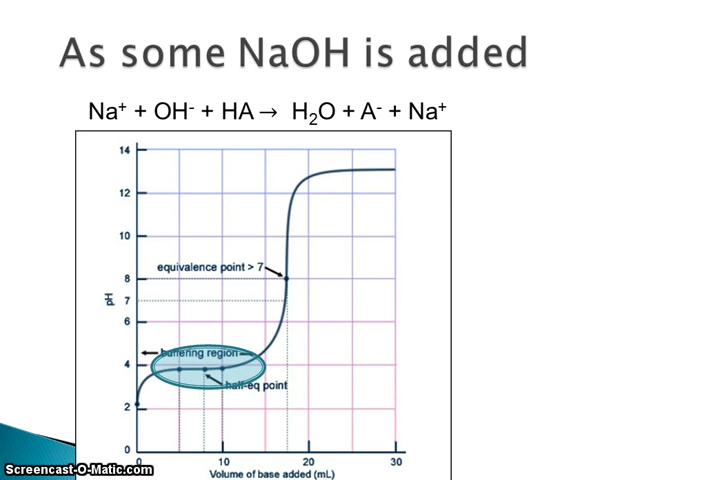 As some NaOH is added
Na⁺ + OH⁻ + HA → H₂O + A⁻ + Na⁺
14
12
10
equivalence point > 7
8
pH
7
6
buffering region
4
half-eq point
2
0
0 10 20 30
Volume of base added (mL)
Screencast-O-Matic.com